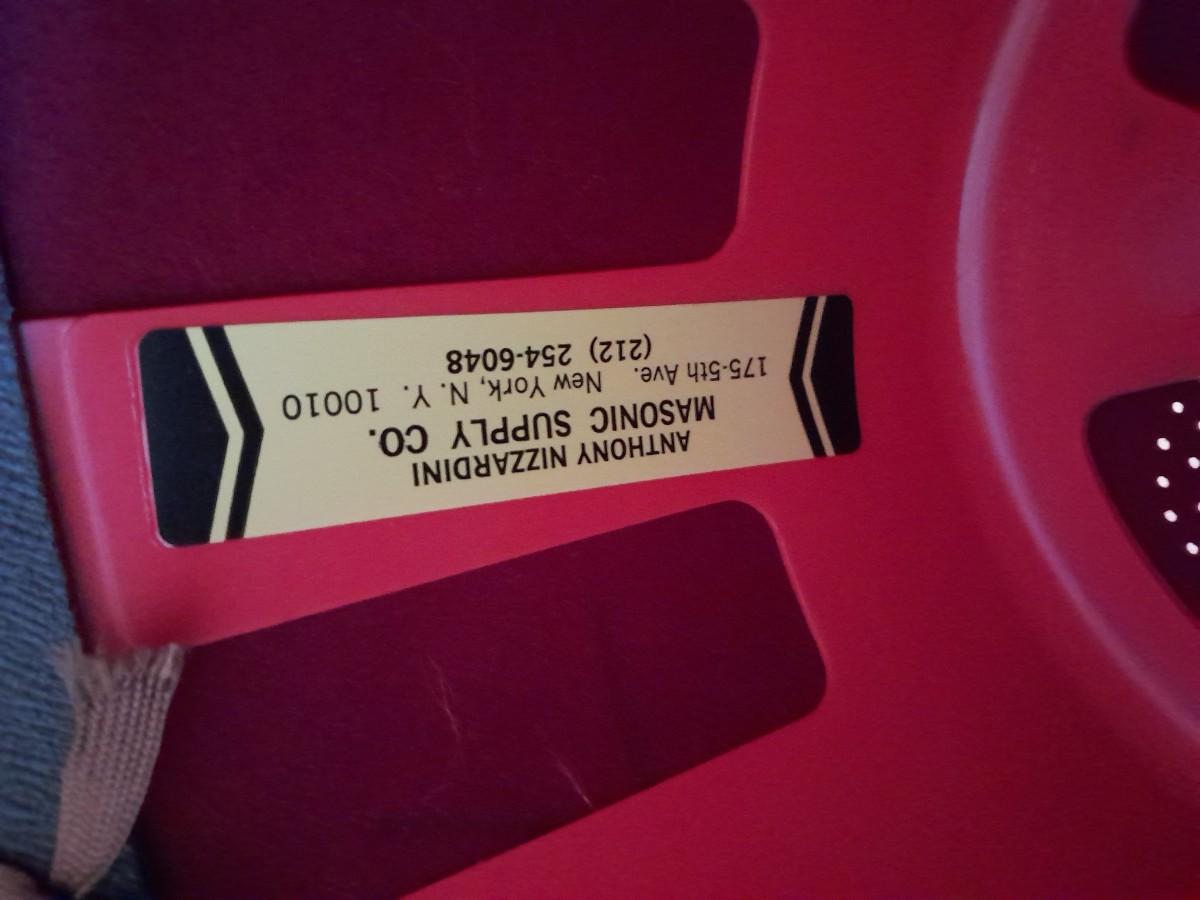 ANTHONY NIZZARDINI
MASONIC SUPPLY CO.
175-5th Ave. New York, N. Y. 10010
(212) 254-6048